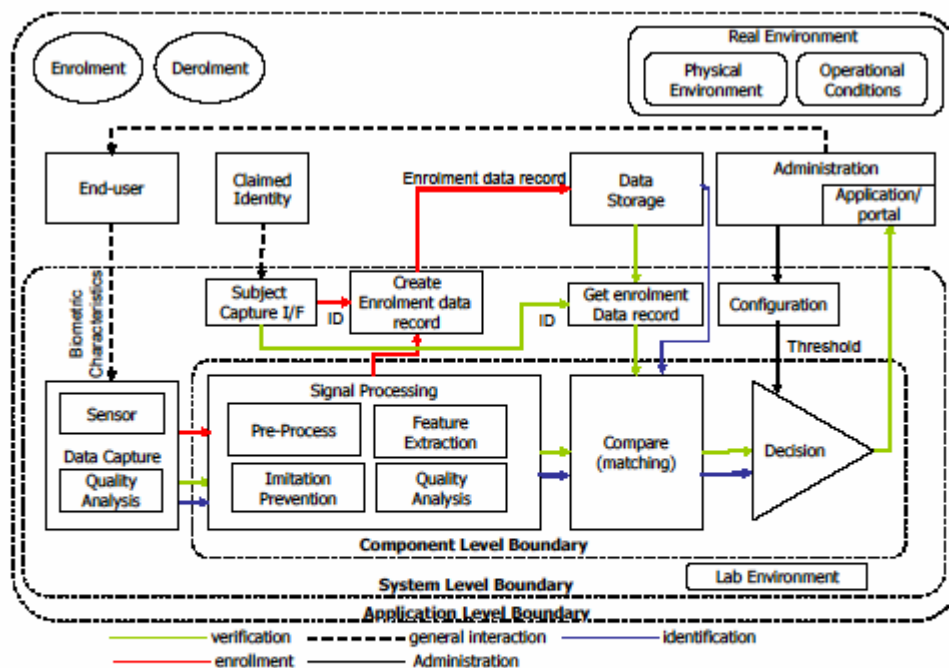 Enrolment
Derolment
Real Environment
Physical
Environment
Operational
Conditions
End-user
Claimed
Identity
Enrolment data record
Data
Storage
Administration
Application/
portal
Biometric
Characteristics
Subject
Capture I/F
ID
Create
Enrolment data
record
ID
Get enrolment
Data record
Configuration
Threshold
Sensor
Data Capture
Quality
Analysis
Signal Processing
Pre-Process
Feature
Extraction
Imitation
Prevention
Quality
Analysis
Compare
(matching)
Decision
Component Level Boundary
System Level Boundary
Lab Environment
Application Level Boundary
verification
general interaction
identification
enrollment
Administration